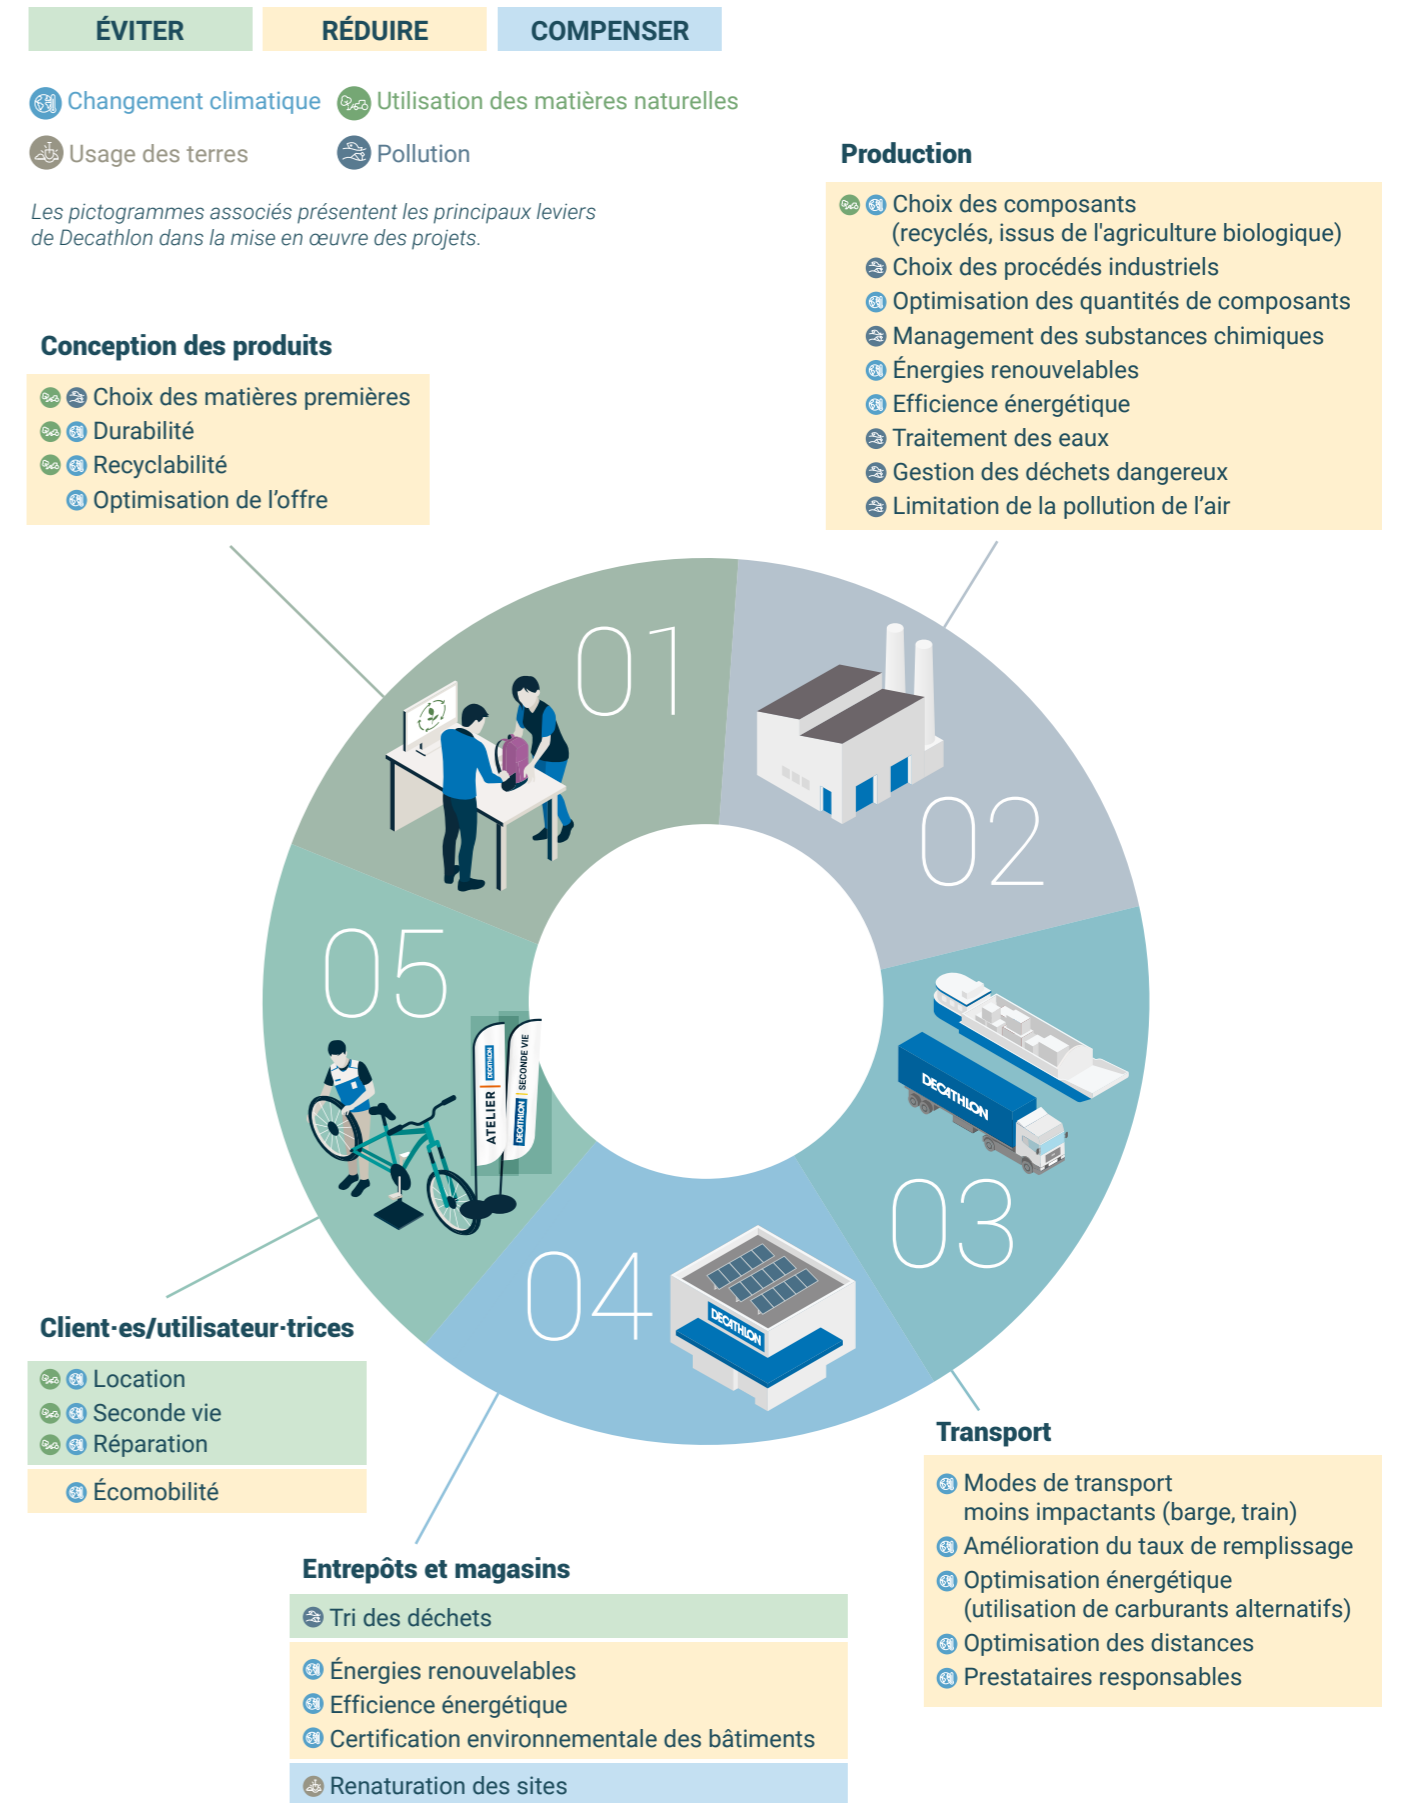 ÉVITER
RÉDUIRE
COMPENSER
Changement climatique
Utilisation des matières naturelles
Usage des terres
Pollution
Les pictogrammes associés présentent les principaux leviers
de Decathlon dans la mise en œuvre des projets.
Production
Choix des composants
(recyclés, issus de l'agriculture biologique)
Choix des procédés industriels
Optimisation des quantités de composants
Management des substances chimiques
Énergies renouvelables
Efficience énergétique
Traitement des eaux
Gestion des déchets dangereux
Limitation de la pollution de l’air
Conception des produits
Choix des matières premières
Durabilité
Recyclabilité
Optimisation de l’offre
01
02
03
DECATHLON
04
DECATHLON
05
ATELIER DECATHLON
DECATHLON SECONDE VIE
Client·es/utilisateur·trices
Location
Seconde vie
Réparation
Écomobilité
Entrepôts et magasins
Tri des déchets
Énergies renouvelables
Efficience énergétique
Certification environnementale des bâtiments
Renaturation des sites
Transport
Modes de transport
moins impactants (barge, train)
Amélioration du taux de remplissage
Optimisation énergétique
(utilisation de carburants alternatifs)
Optimisation des distances
Prestataires responsables